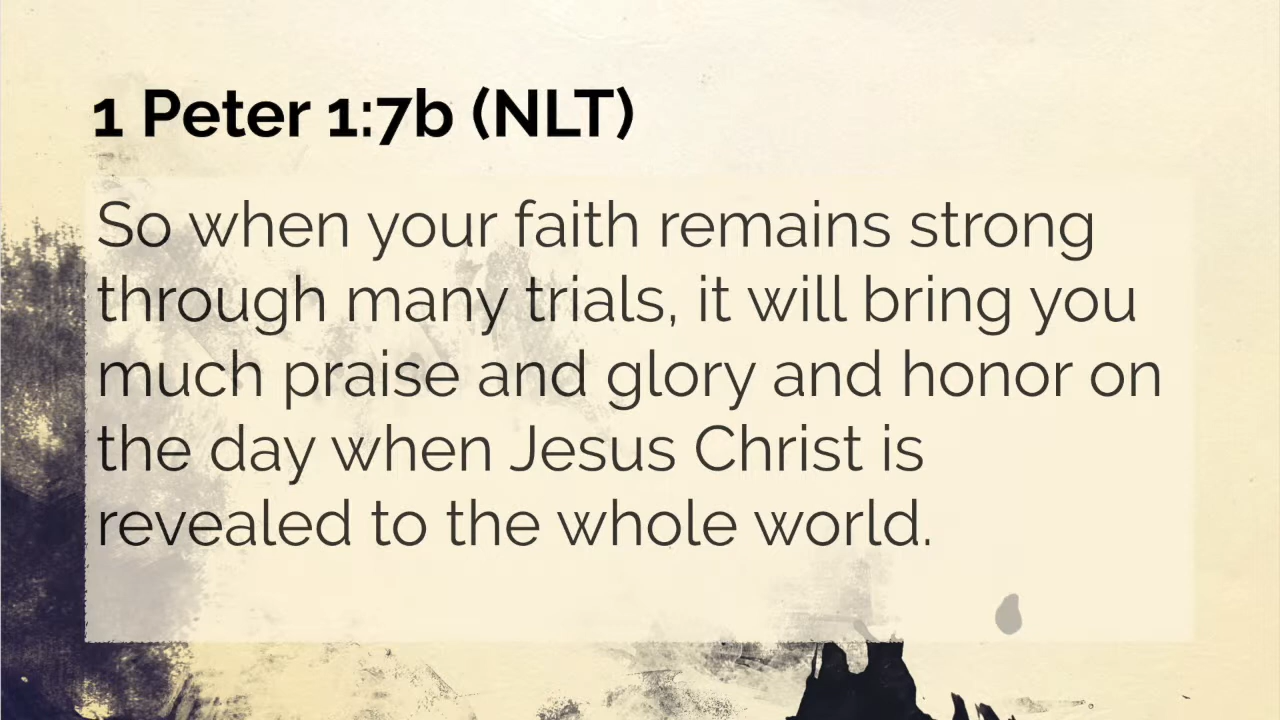 1 Peter 1:7b (NLT)
So when your faith remains strong
through many trials, it will bring you
much praise and glory and honor on
the day when Jesus Christ is
revealed to the whole world.